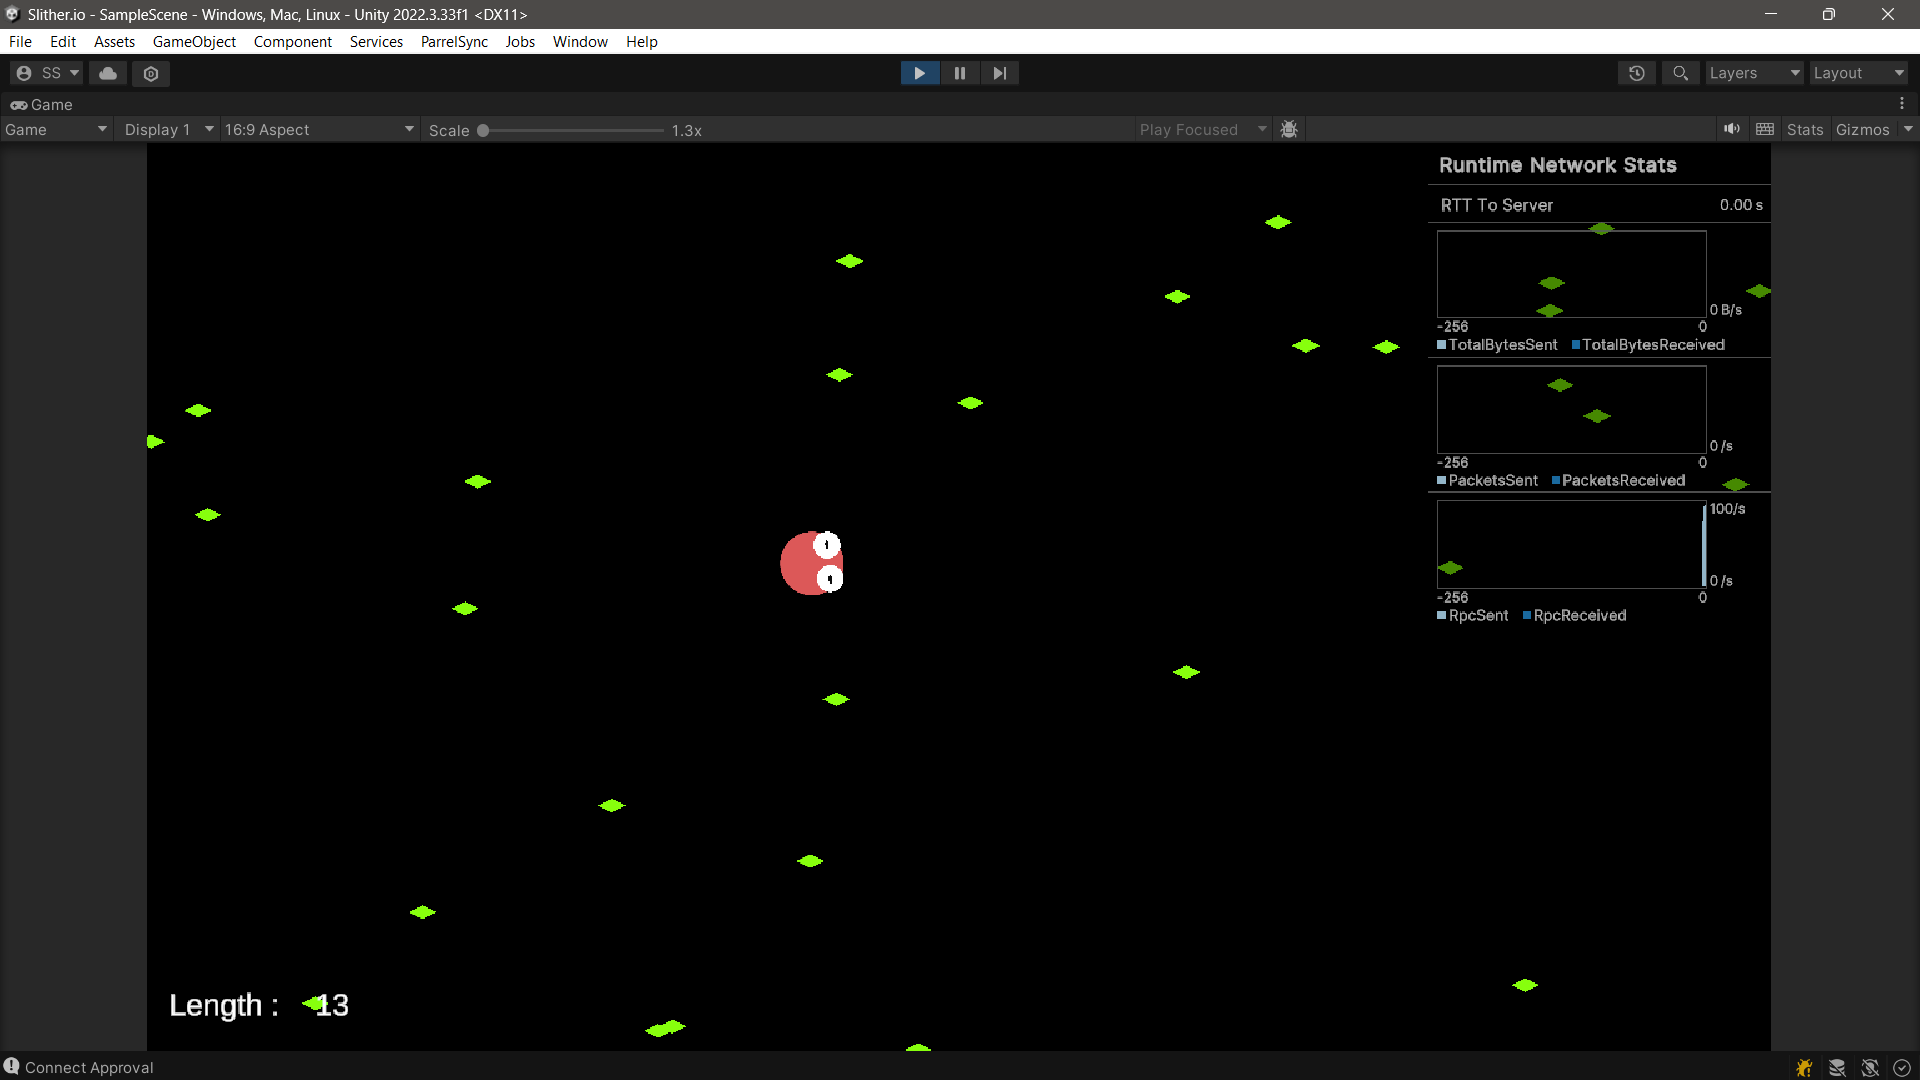 Slither.io - SampleScene - Windows, Mac, Linux - Unity 2022.3.33f1 <DX11>
File Edit Assets GameObject Component Services ParrelSync Jobs Window Help
SS Layers Layout
Game
Game Display 1 16:9 Aspect Scale 1.3x Play Focused Stats Gizmos
Runtime Network Stats
RTT To Server 0.00 s
0 B/s
-256 0
TotalBytesSent TotalBytesReceived
0 /s
-256 0
PacketsSent PacketsReceived
100/s
0 /s
-256 0
RpcSent RpcReceived
Length : 13
Connect Approval